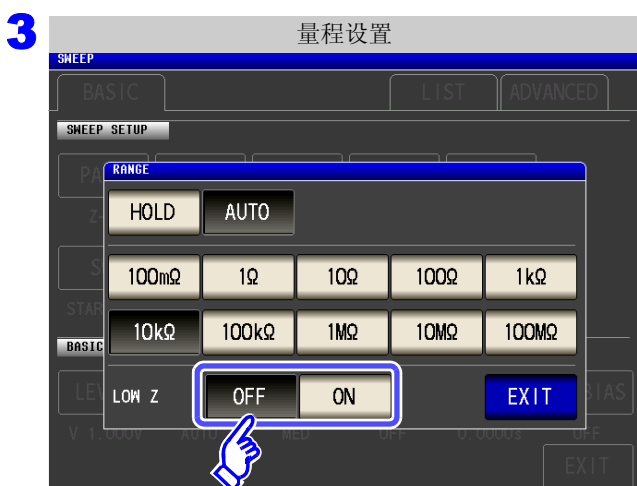 3
量程设置
SWEEP
BASIC LIST ADVANCED
SWEEP SETUP
RANGE
HOLD AUTO
100mΩ 1Ω 10Ω 100Ω 1kΩ
10kΩ 100kΩ 1MΩ 10MΩ 100MΩ
BASIC
LOW Z OFF ON EXIT
V 1.000V AUTO MED OFF 0.0000s OFF
EXIT